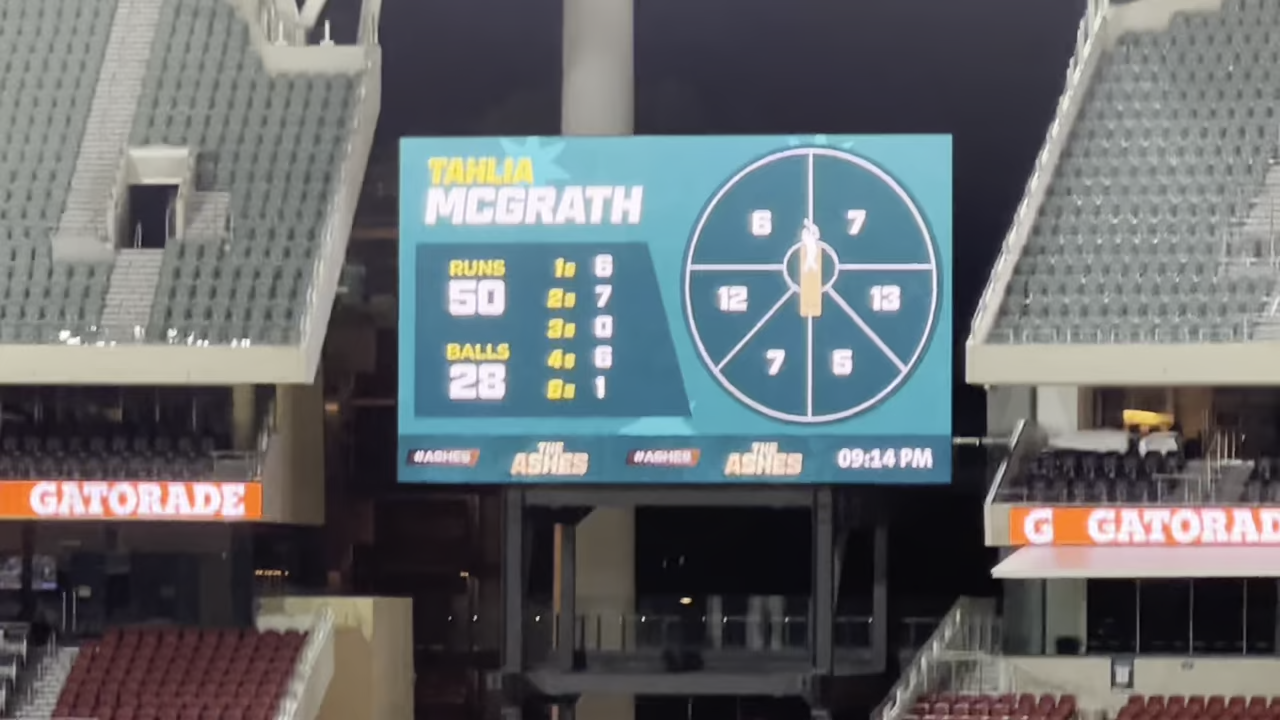 TAHLIA
MCGRATH
RUNS
50
BALLS
28
1s 6
2s 7
3s 0
4s 6
6s 1
6 7
12 13
7 5
#ASHES THE ASHES #ASHES THE ASHES 09:14 PM
GATORADE
G GATORAD